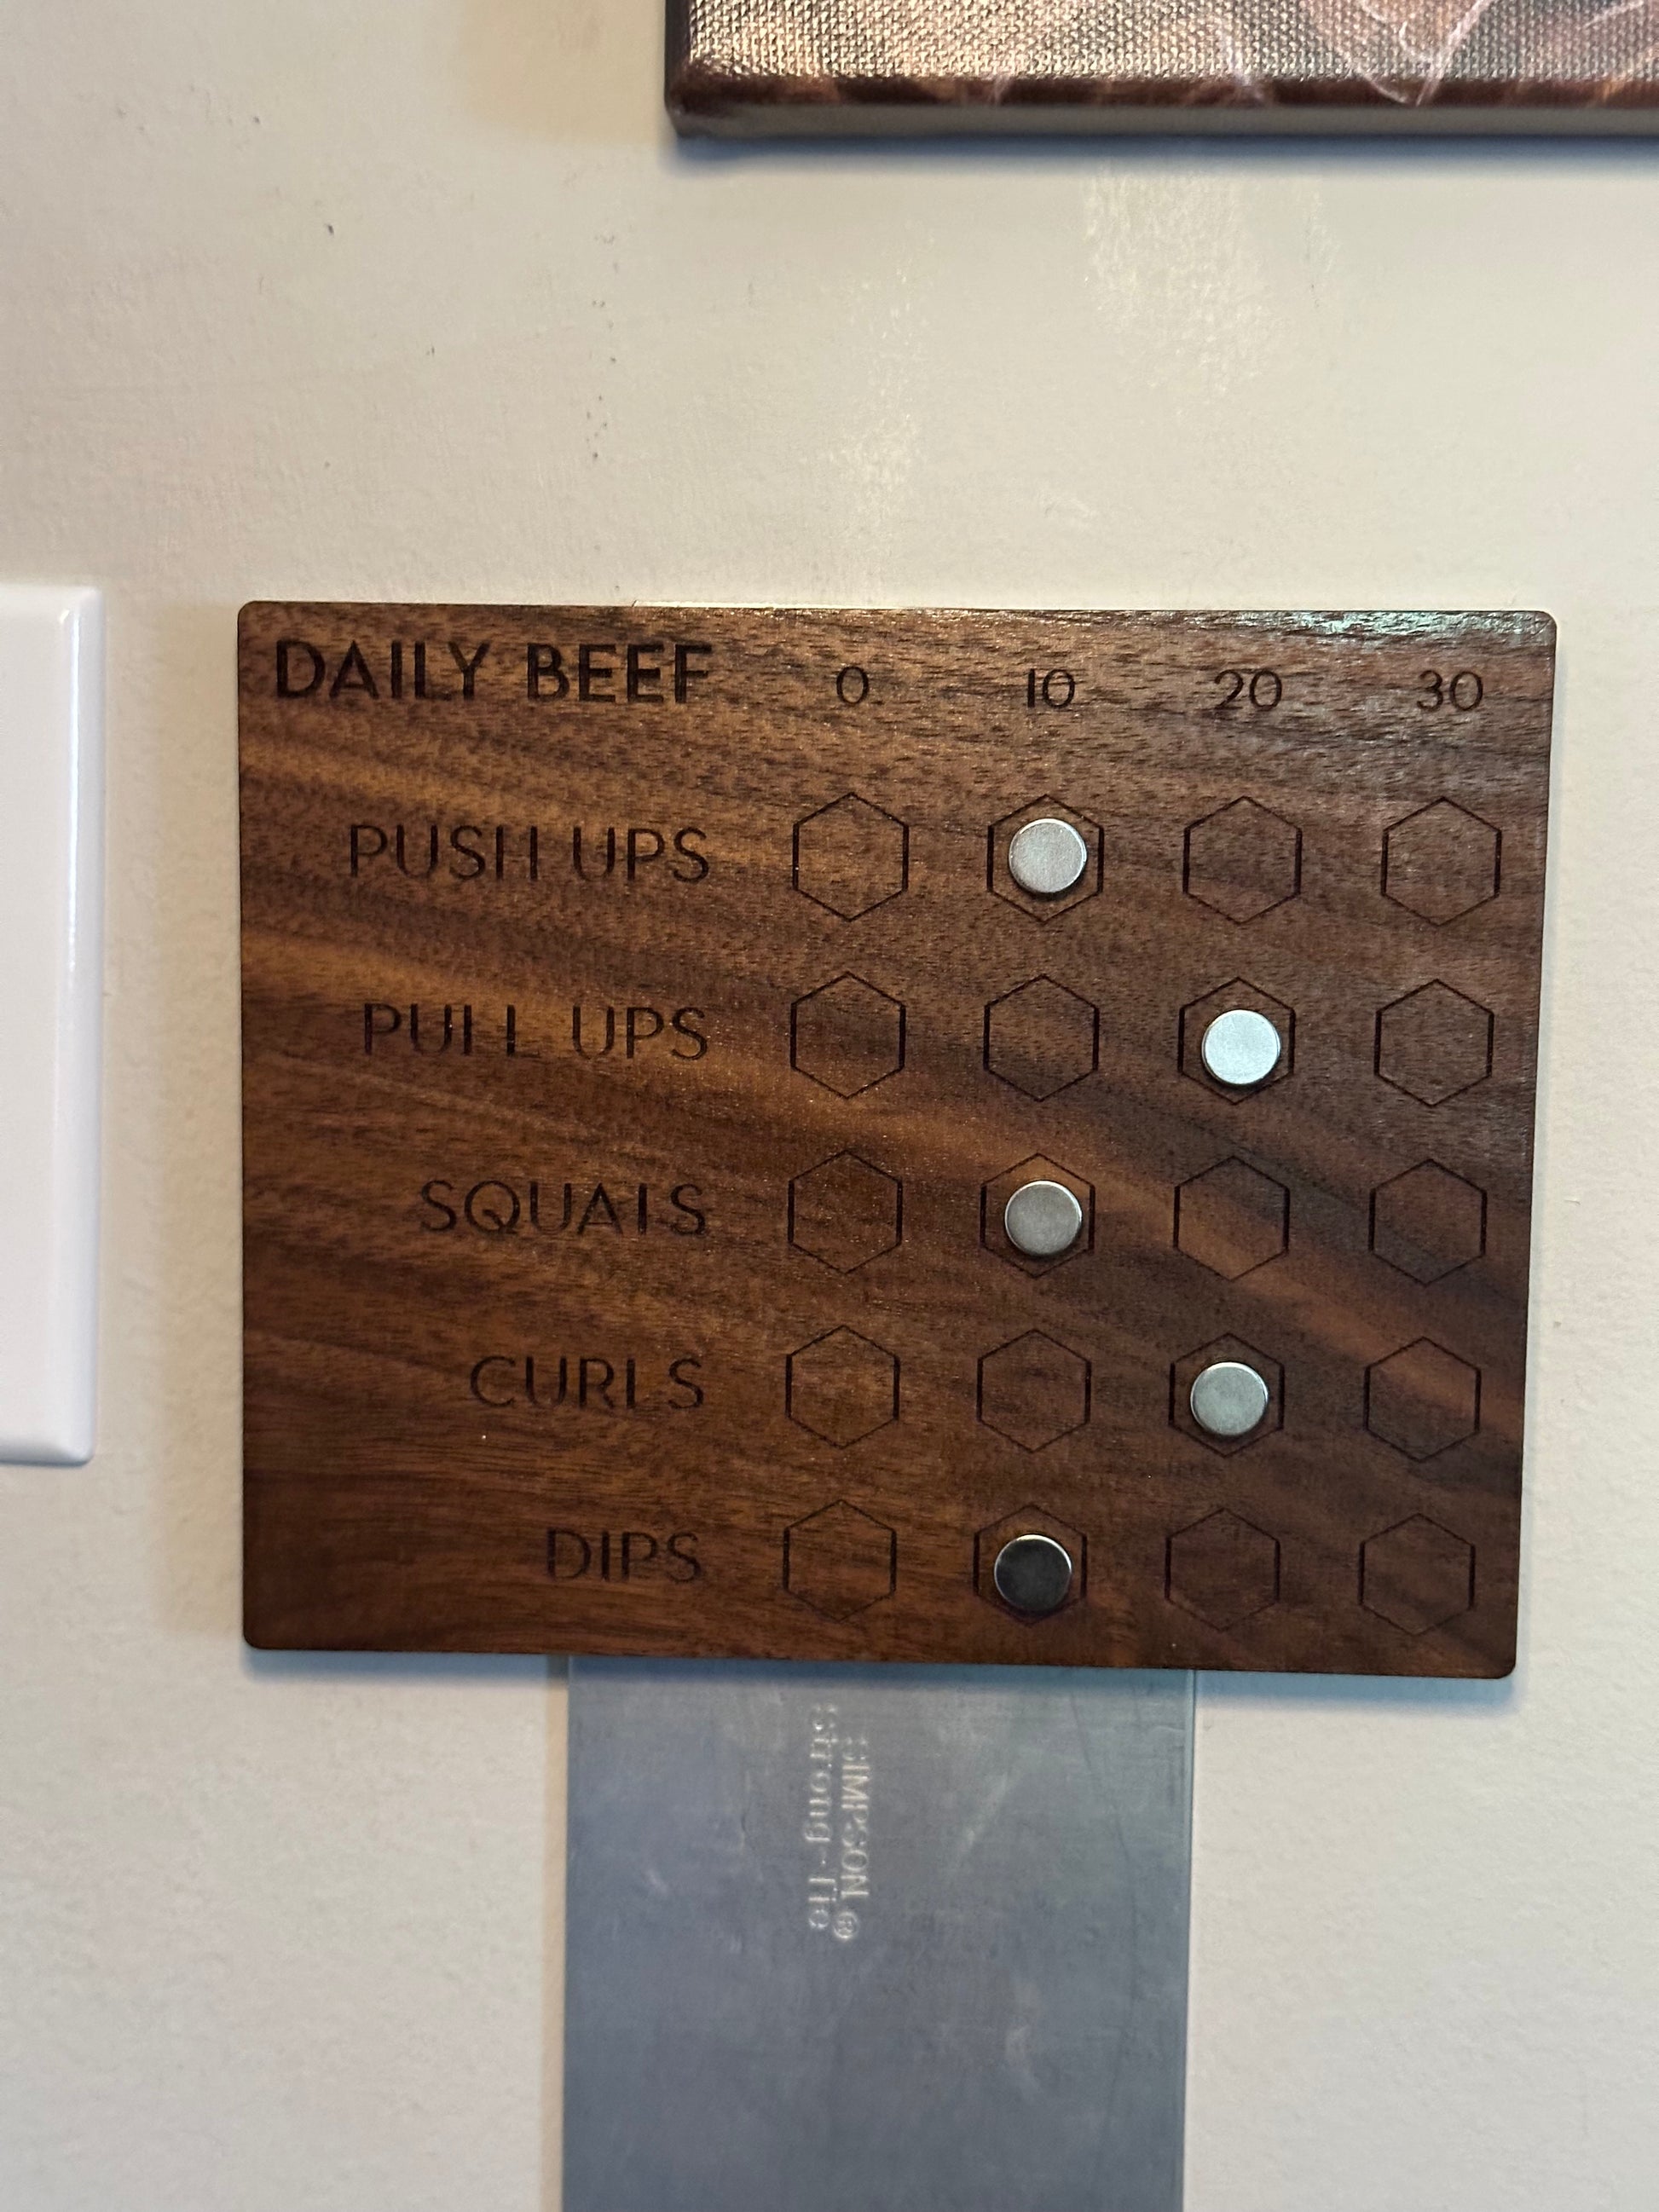 DAILY BEEF 0 10 20 30
PUSH UPS
PULL UPS
SQUATS
CURLS
DIPS
SIMPSON ®
Strong-Tie